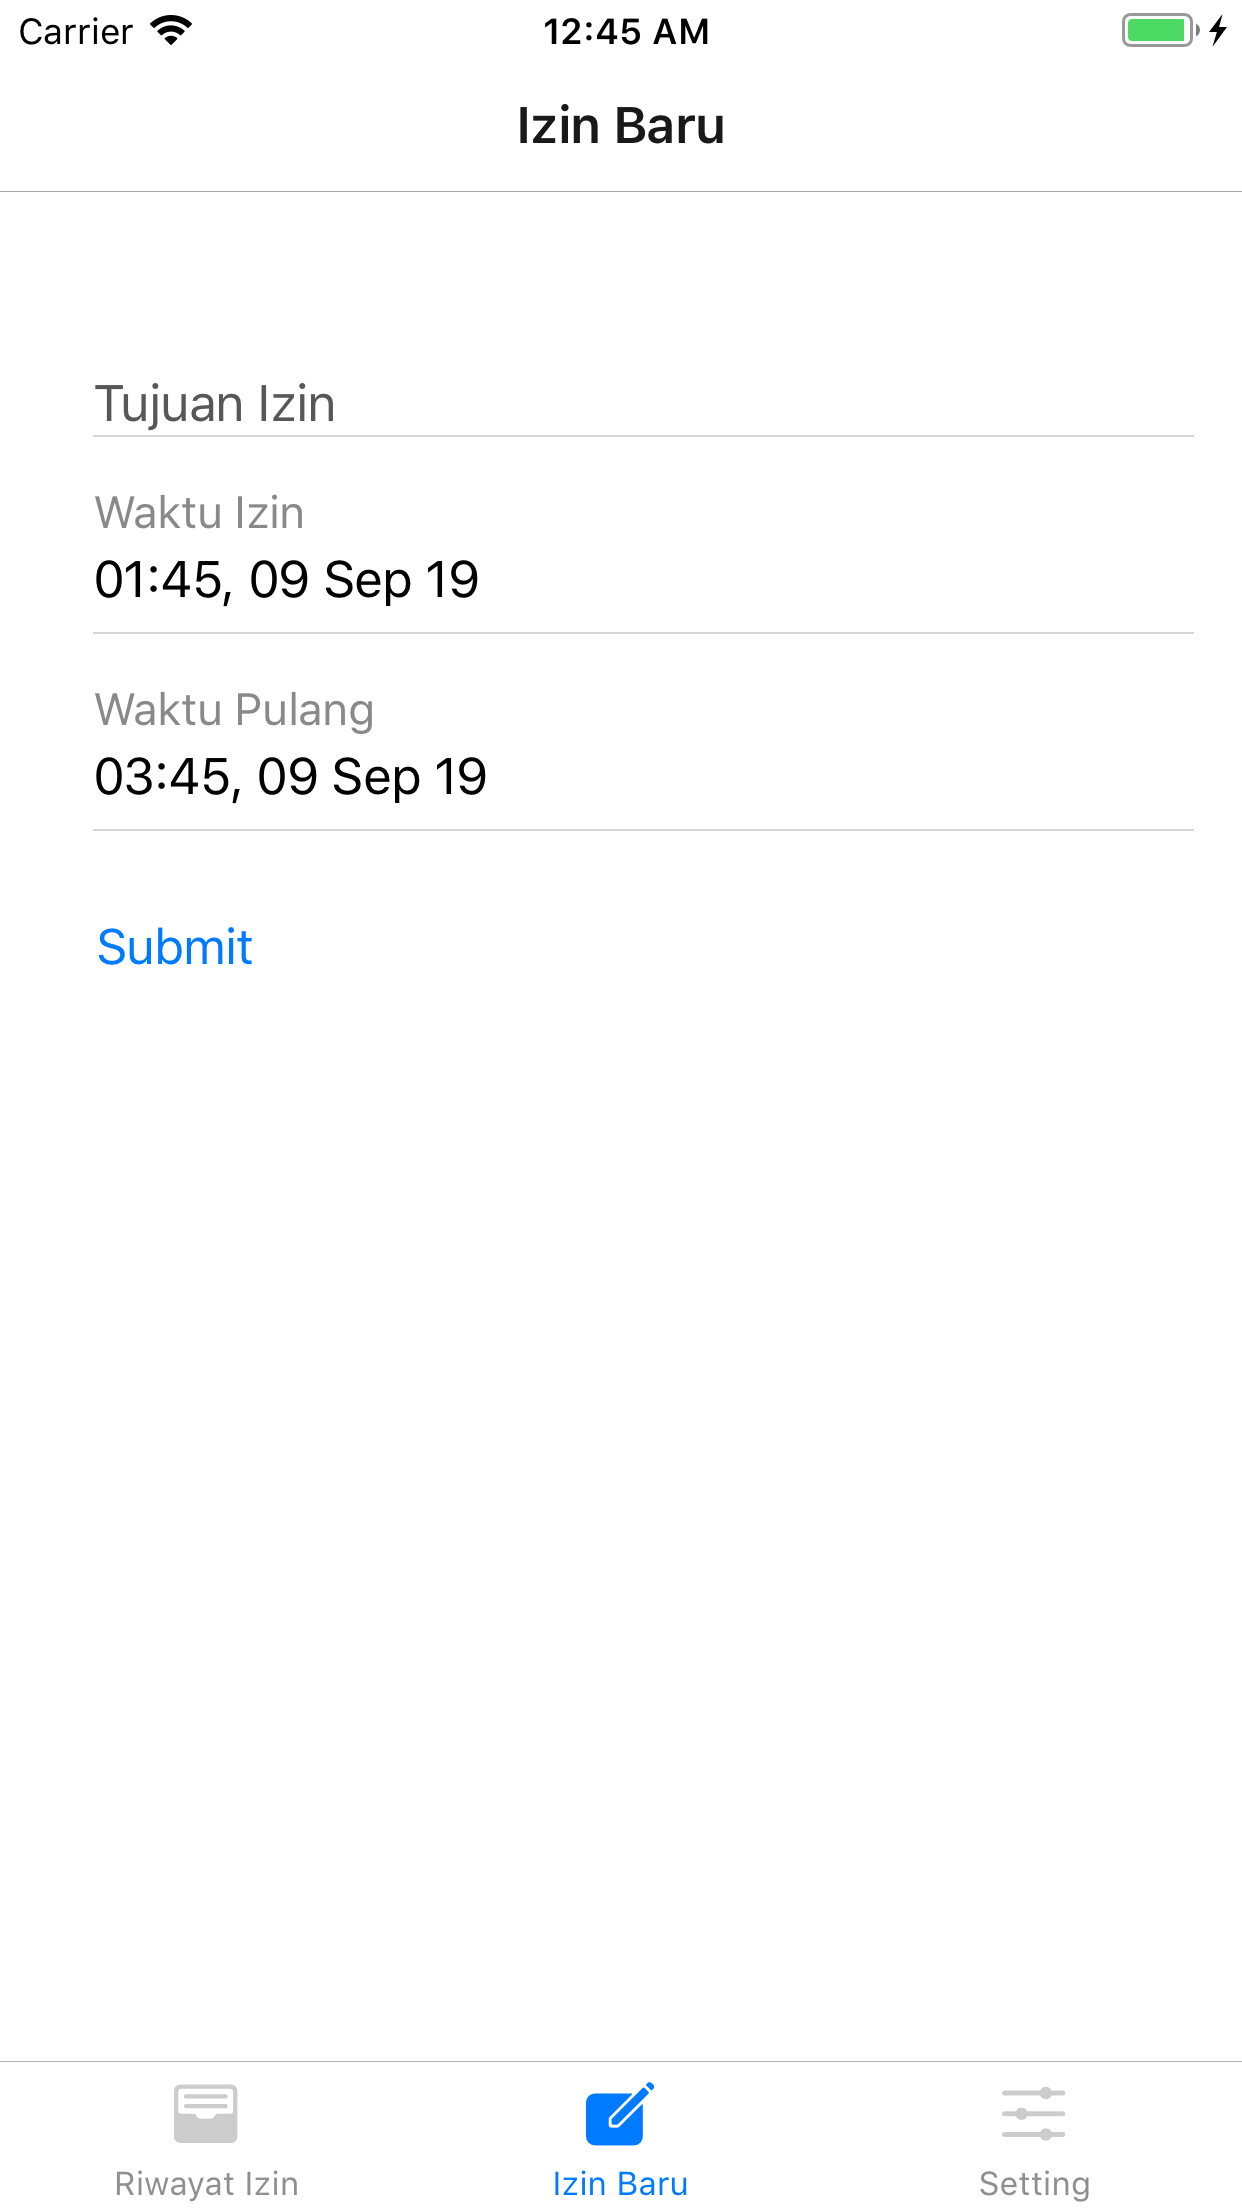 Carrier 12:45 AM
Izin Baru
Tujuan Izin
Waktu Izin
01:45, 09 Sep 19
Waktu Pulang
03:45, 09 Sep 19
Submit
Riwayat Izin Izin Baru Setting